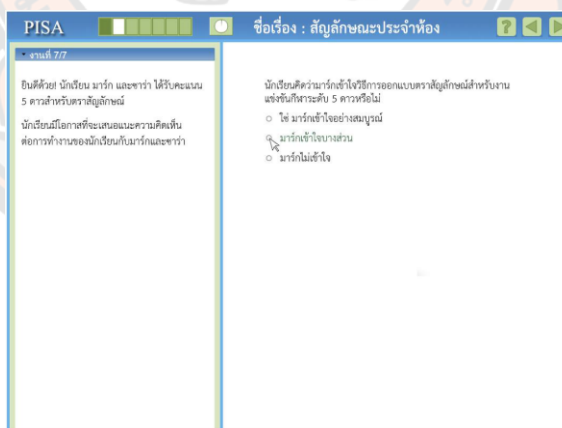 PISA
ชื่อเรื่อง : สัญลักษณะประจำห้อง
?
งานที่ 7/7
ยินดีด้วย! นักเรียน มาร์ก และซาร่า ได้รับคะแนน
5 ดาวสำหรับตราสัญลักษณ์
นักเรียนมีโอกาสที่จะเสนอแนะความคิดเห็น
ต่อการทำงานของนักเรียนกับมาร์กและซาร่า
นักเรียนคิดว่ามาร์กเข้าใจวิธีการออกแบบตราสัญลักษณ์สำหรับงาน
แข่งขันกีฬาระดับ 5 ดาวหรือไม่
ใช่ มาร์กเข้าใจอย่างสมบูรณ์
มาร์กเข้าใจบางส่วน
มาร์กไม่เข้าใจ